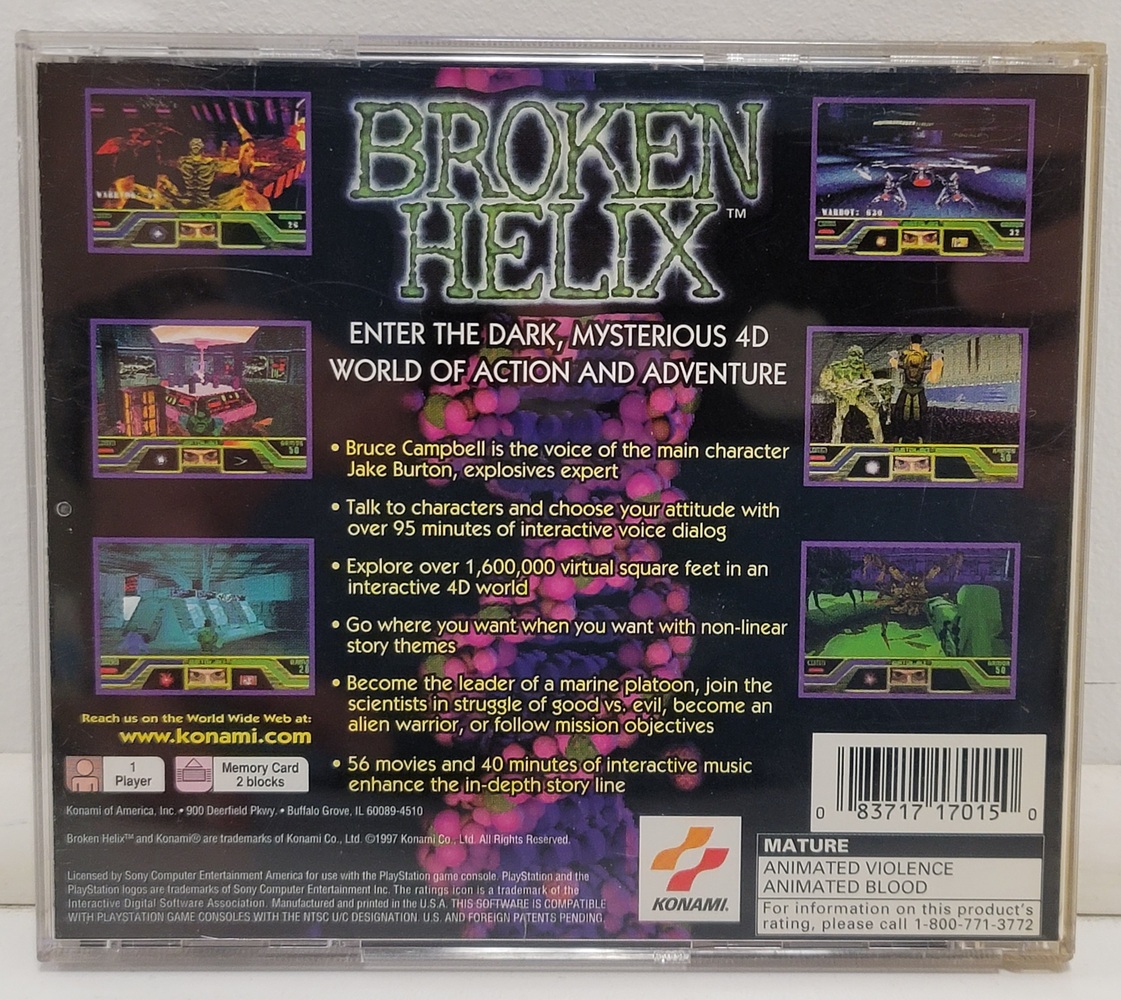 BROKEN
HELIX™
ENTER THE DARK, MYSTERIOUS 4D
WORLD OF ACTION AND ADVENTURE
• Bruce Campbell is the voice of the main character
Jake Burton, explosives expert
• Talk to characters and choose your attitude with
over 95 minutes of interactive voice dialog
• Explore over 1,600,000 virtual square feet in an
interactive 4D world
• Go where you want when you want with non-linear
story themes
• Become the leader of a marine platoon, join the
scientists in struggle of good vs. evil, become an
alien warrior, or follow mission objectives
• 56 movies and 40 minutes of interactive music
enhance the in-depth story line
WARBOT: 630
32
50
50
50
Reach us on the World Wide Web at:
www.konami.com
1
Player
Memory Card
2 blocks
Konami of America, Inc. • 900 Deerfield Pkwy. • Buffalo Grove, IL 60089-4510
Broken Helix™ and Konami® are trademarks of Konami Co., Ltd. ©1997 Konami Co., Ltd. All Rights Reserved.
Licensed by Sony Computer Entertainment America for use with the PlayStation game console. PlayStation and the
PlayStation logos are trademarks of Sony Computer Entertainment Inc. The ratings icon is a trademark of the
Interactive Digital Software Association. Manufactured and printed in the U.S.A. THIS SOFTWARE IS COMPATIBLE
WITH PLAYSTATION GAME CONSOLES WITH THE NTSC U/C DESIGNATION. U.S. AND FOREIGN PATENTS PENDING.
KONAMI®
0 83717 17015 0
MATURE
ANIMATED VIOLENCE
ANIMATED BLOOD
For information on this product's
rating, please call 1-800-771-3772